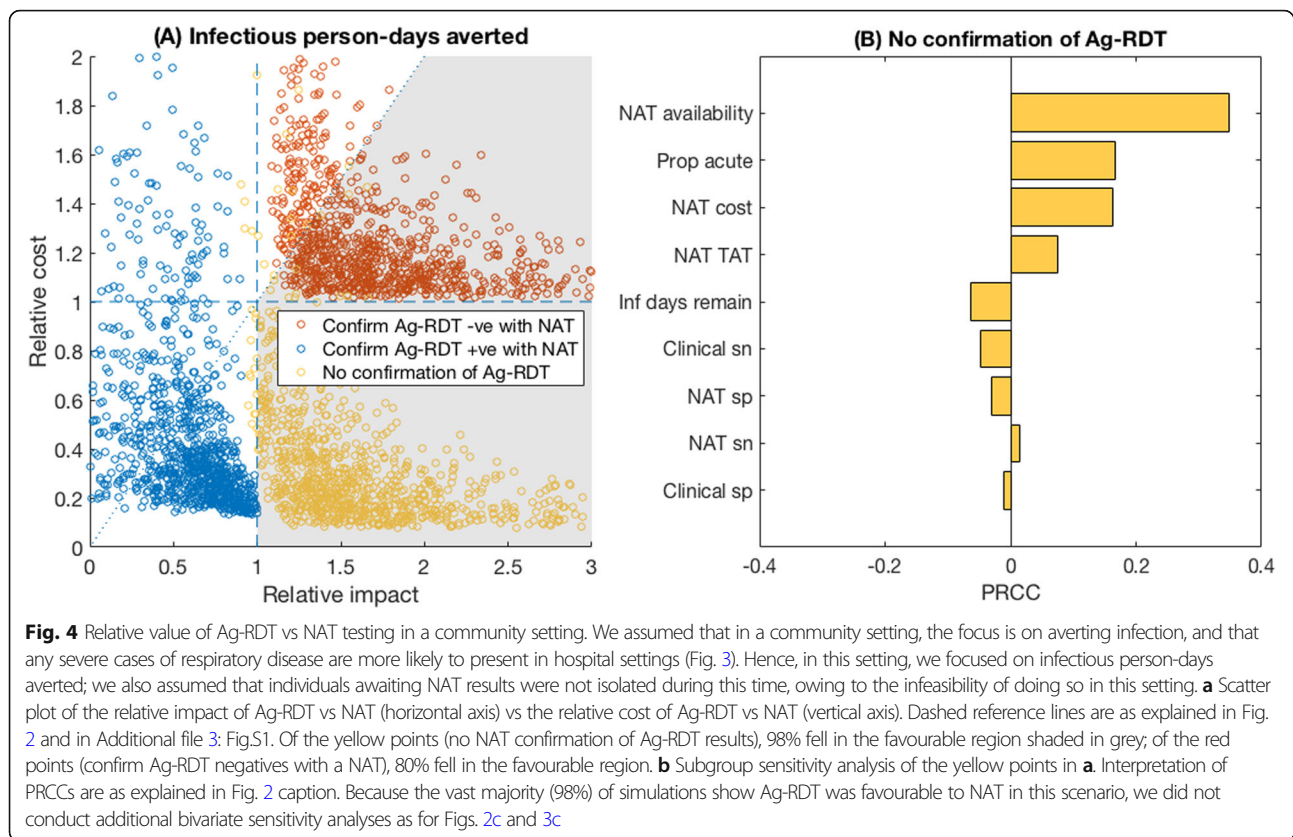 (A) Infectious person-days averted
2
1.8
1.6
1.4
1.2
1
0.8
0.6
0.4
0.2
0
Relative cost
Confirm Ag-RDT -ve with NAT
Confirm Ag-RDT +ve with NAT
No confirmation of Ag-RDT
0
0.5
1
1.5
2
2.5
3
Relative impact
(B) No confirmation of Ag-RDT
NAT availability
Prop acute
NAT cost
NAT TAT
Inf days remain
Clinical sn
NAT sp
NAT sn
Clinical sp
-0.4
-0.2
0
0.2
0.4
PRCC
Fig. 4 Relative value of Ag-RDT vs NAT testing in a community setting. We assumed that in a community setting, the focus is on averting infection, and that
any severe cases of respiratory disease are more likely to present in hospital settings (Fig. 3). Hence, in this setting, we focused on infectious person-days
averted; we also assumed that individuals awaiting NAT results were not isolated during this time, owing to the infeasibility of doing so in this setting. a Scatter
plot of the relative impact of Ag-RDT vs NAT (horizontal axis) vs the relative cost of Ag-RDT vs NAT (vertical axis). Dashed reference lines are as explained in Fig.
2 and in Additional file 3: Fig.S1. Of the yellow points (no NAT confirmation of Ag-RDT results), 98% fell in the favourable region shaded in grey; of the red
points (confirm Ag-RDT negatives with a NAT), 80% fell in the favourable region. b Subgroup sensitivity analysis of the yellow points in a. Interpretation of
PRCCs are as explained in Fig. 2 caption. Because the vast majority (98%) of simulations show Ag-RDT was favourable to NAT in this scenario, we did not
conduct additional bivariate sensitivity analyses as for Figs. 2c and 3c